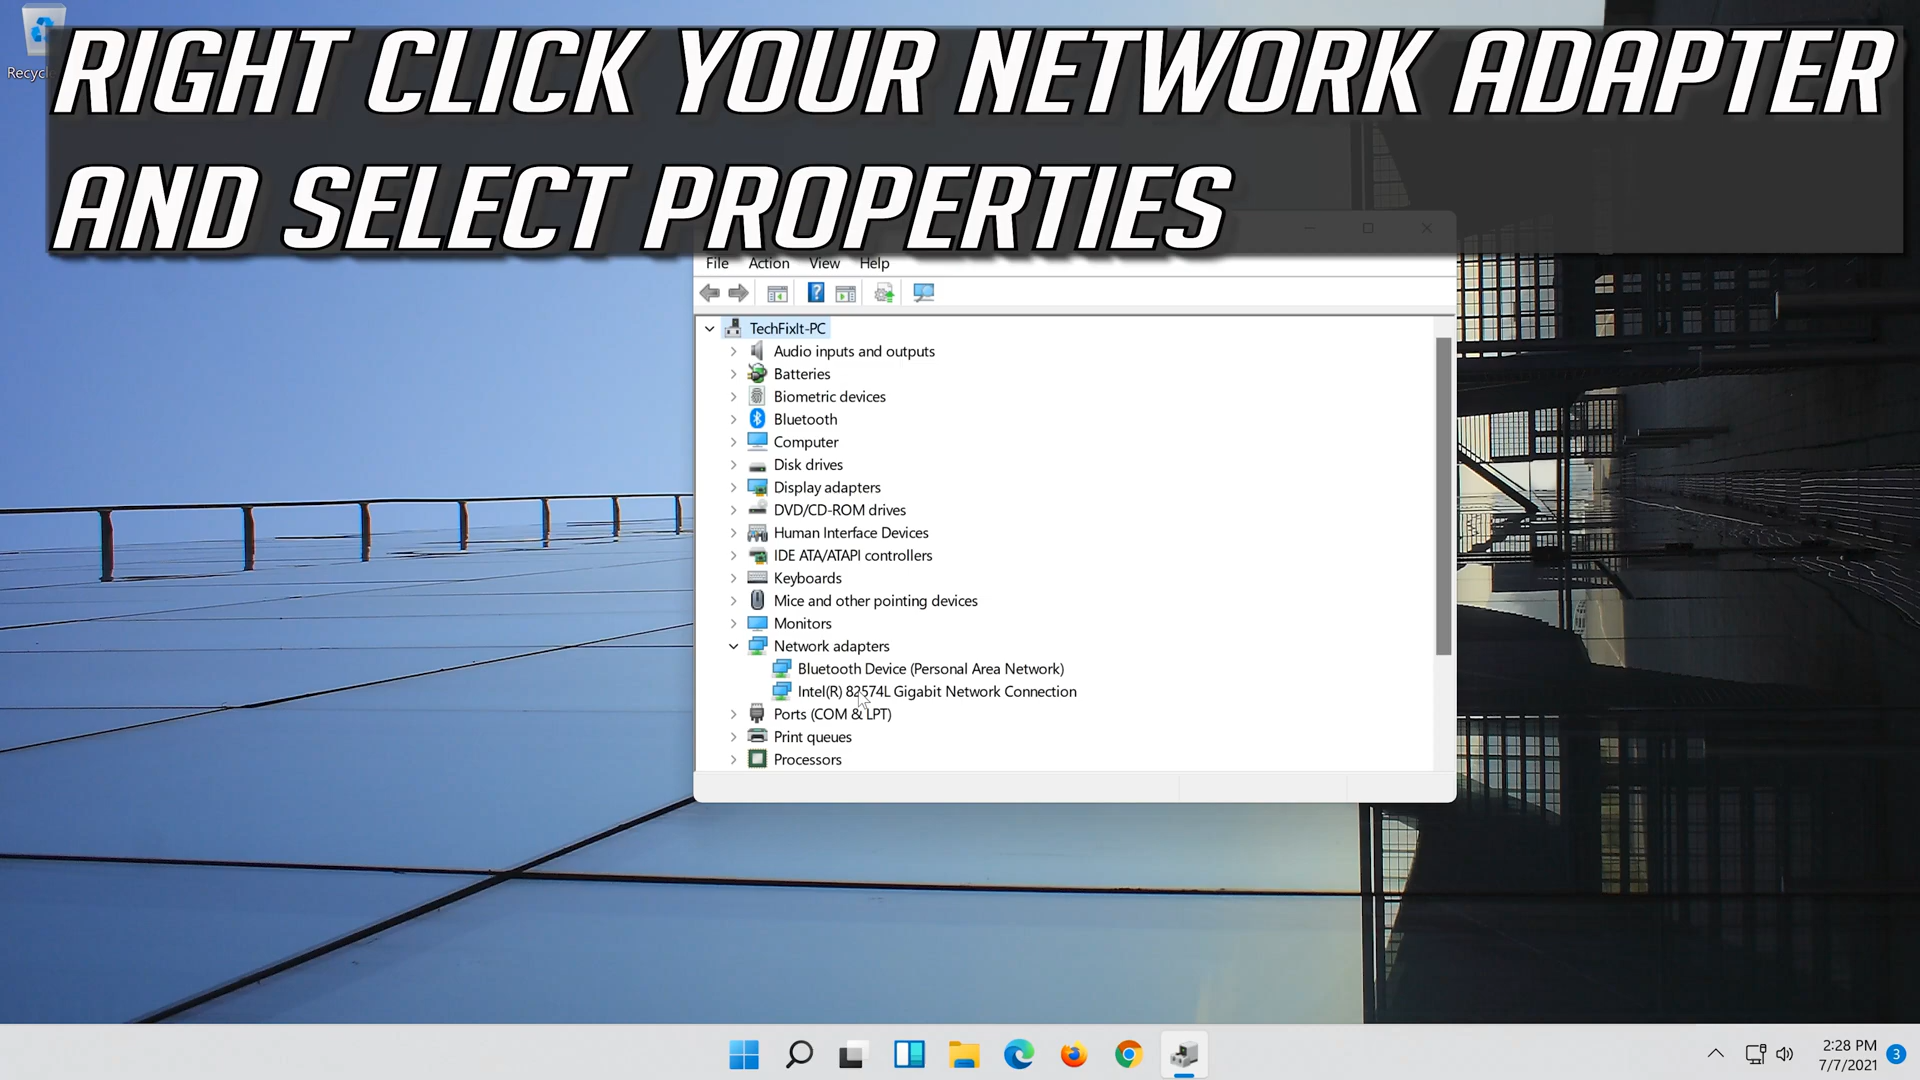 RIGHT CLICK YOUR NETWORK ADAPTER
AND SELECT PROPERTIES
File Action View Help
TechFixIt-PC
Audio inputs and outputs
Batteries
Biometric devices
Bluetooth
Computer
Disk drives
Display adapters
DVD/CD-ROM drives
Human Interface Devices
IDE ATA/ATAPI controllers
Keyboards
Mice and other pointing devices
Monitors
Network adapters
Bluetooth Device (Personal Area Network)
Intel(R) 82574L Gigabit Network Connection
Ports (COM & LPT)
Print queues
Processors
2:28 PM
7/7/2021
3